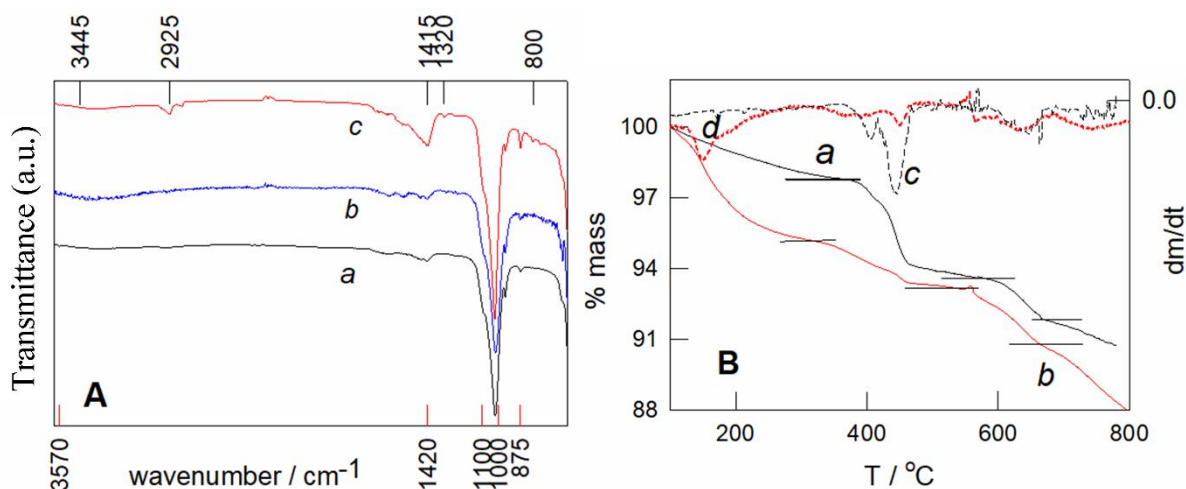 3445
2925
1415
1320
800
Transmittance (a.u.)
c
b
a
A
3570
wavenumber / cm⁻¹
1420
1100
1000
875
0.0
100
97
94
91
88
% mass
dm/dt
d
a
c
B
b
200
400
600
800
T / °C